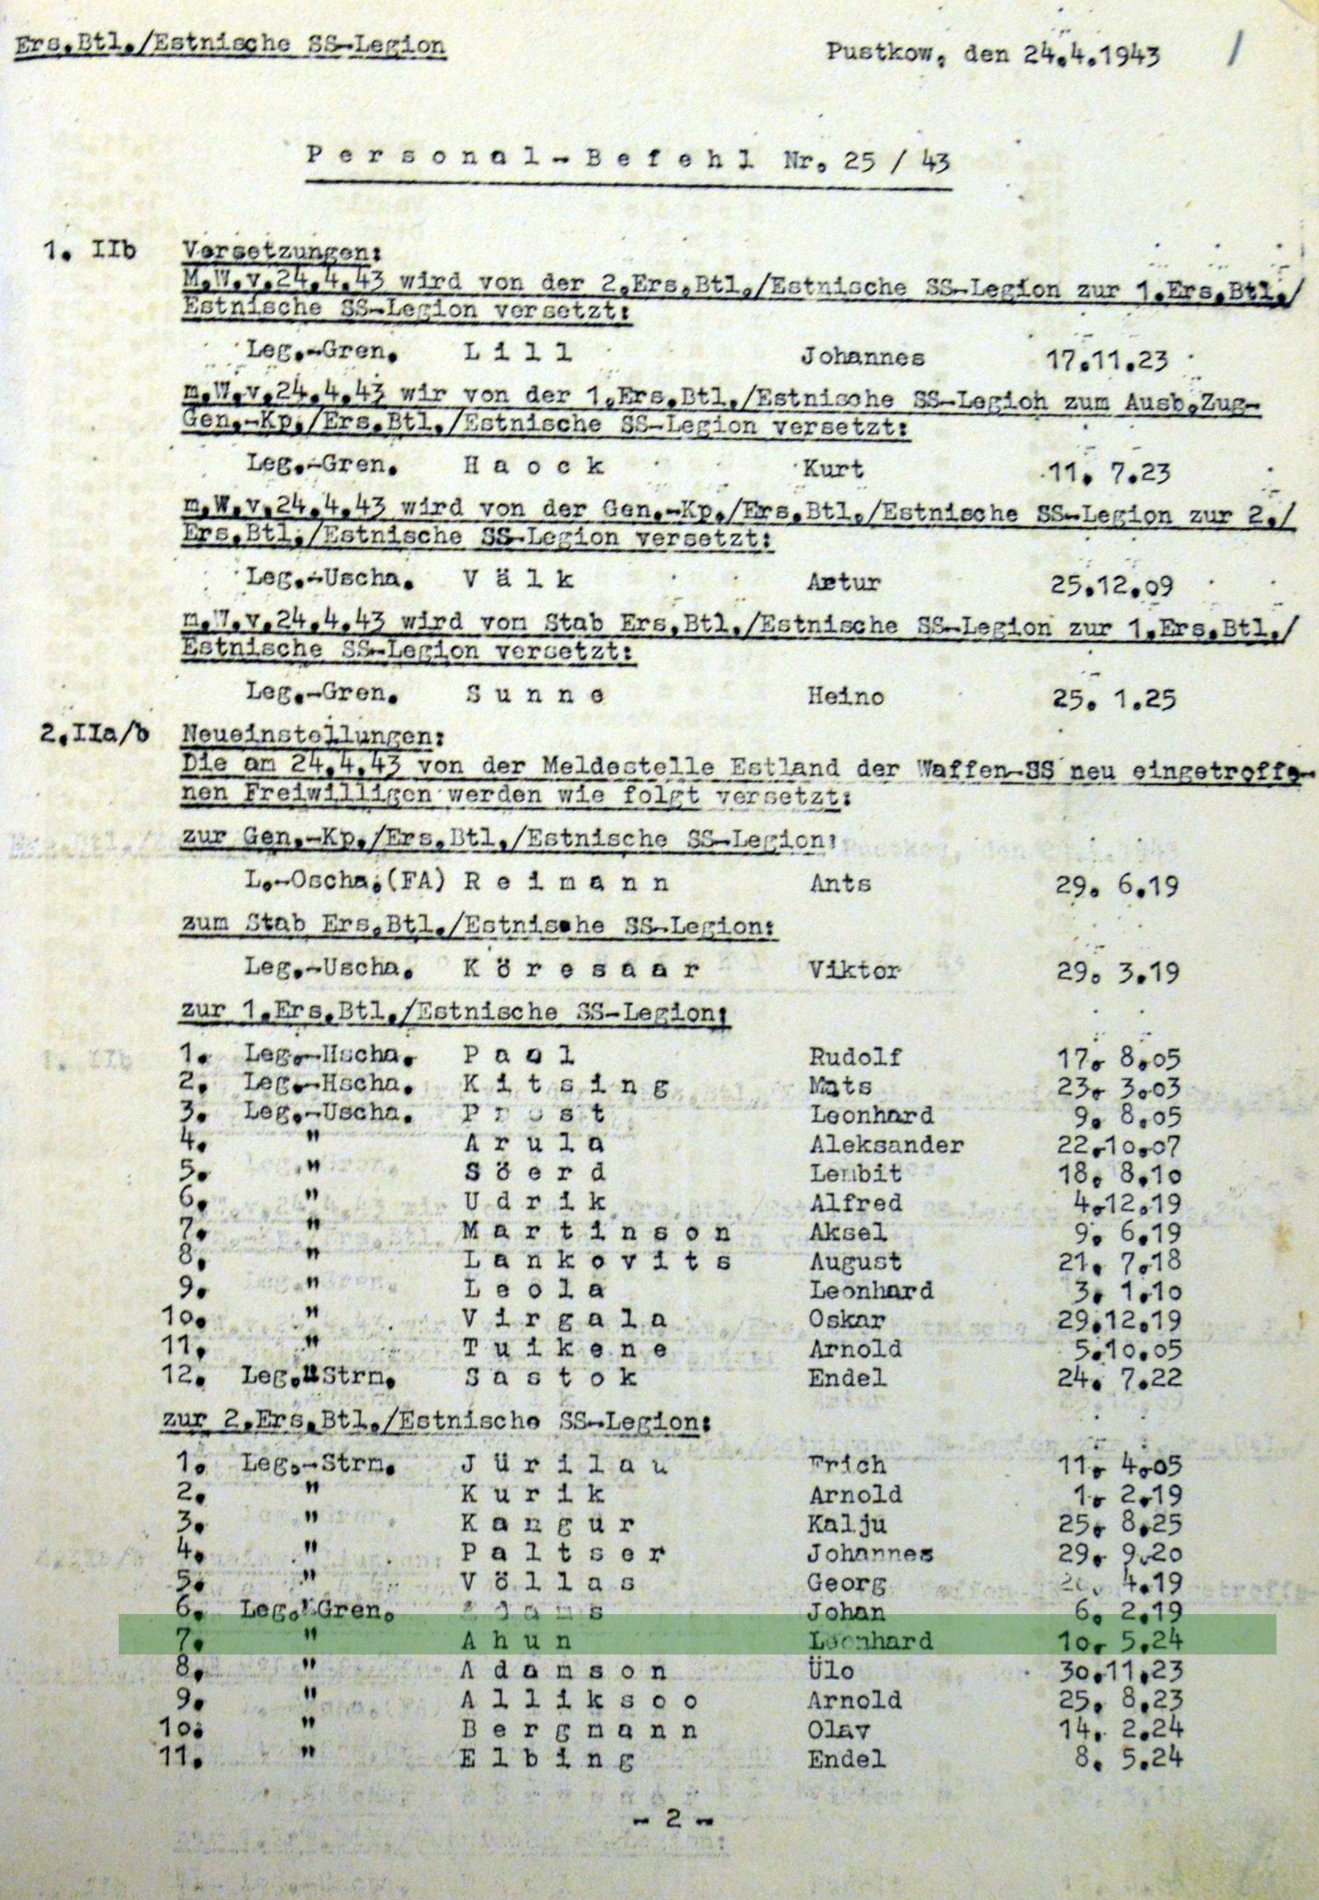 Ers.Btl./Estnische SS-Legion
Pustkow, den 24.4.1943
/
Personal-Befehl Nr. 25 / 43
1. IIb Versetzungen:
M.W.v.24.4.43 wird von der 2.Ers.Btl./Estnische SS-Legion zur 1.Ers.Btl./
Estnische SS-Legion versetzt:
Leg.-Gren. Lill Johannes 17.11.23
m.W.v.24.4.43 wir von der 1.Ers.Btl./Estnische SS-Legion zum Ausb.Zug-
Gen.-Kp./Ers.Btl./Estnische SS-Legion versetzt:
Leg.-Gren. Haock Kurt 11. 7.23
m.W.v.24.4.43 wird von der Gen.-Kp./Ers.Btl./Estnische SS-Legion zur 2./
Ers.Btl./Estnische SS-Legion versetzt:
Leg.-Uscha. Välk Artur 25.12.09
m.W.v.24.4.43 wird vom Stab Ers.Btl./Estnische SS-Legion zur 1.Ers.Btl./
Estnische SS-Legion versetzt:
Leg.-Gren. Sunne Heino 25. 1.25
2.IIa/b Neueinstellungen:
Die am 24.4.43 von der Meldestelle Estland der Waffen-SS neu eingetroffe-
nen Freiwilligen werden wie folgt versetzt:
zur Gen.-Kp./Ers.Btl./Estnische SS-Legion:
L.-Oscha.(FA) Reimann Ants 29. 6.19
zum Stab Ers.Btl./Estnische SS-Legion:
Leg.-Uscha. Köresaar Viktor 29. 3.19
zur 1.Ers.Btl./Estnische SS-Legion:
1. Leg.-Hscha. Paol Rudolf 17. 8.05
2. Leg.-Hscha. Kitsing Mats 23. 3.03
3. Leg.-Uscha. Leonhard 9. 8.05
4. " Arula Aleksander 22.10.07
5. " Söerd Lembit 18. 8.10
6. " Udrik Alfred 4.12.19
7. " Martinson Aksel 9. 6.19
8. " Lankovits August 21. 7.18
9. " Leola Leonhard 3. 1.10
10. " Virgala Oskar 29.12.19
11. " Tuikene Arnold 5.10.05
12. Leg.-Strm. Sastok Endel 24. 7.22
zur 2.Ers.Btl./Estnische SS-Legion:
1. Leg.-Strm. Jürilau Erich 11. 4.05
2. " Kurik Arnold 1. 2.19
3. " Kangur Kalju 25. 8.25
4. " Paltser Johannes 29. 9.20
5. " Völlas Georg 4.19
6. Leg.-Gren. Johan 6. 2.19
7. " Ahun Leonhard 10. 5.24
8. " Adamson Ülo 30.11.23
9. " Alliksoo Arnold 25. 8.23
10. " Bergmann Olav 14. 2.24
11. " Elbing Endel 8. 5.24
- 2 -